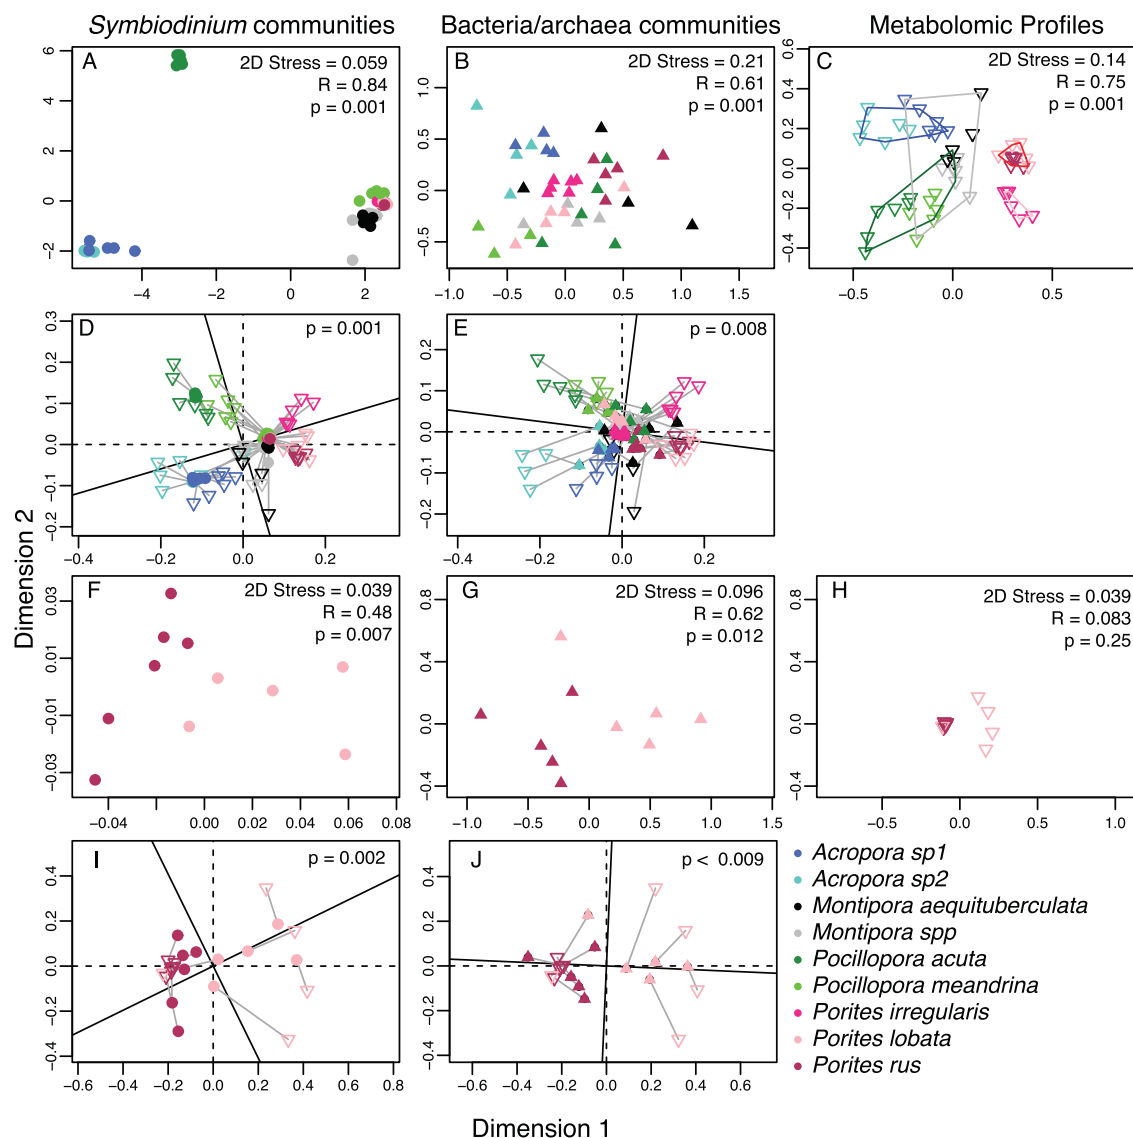 Symbiodinium communities
Bacteria/archaea communities
Metabolomic Profiles
A
2D Stress = 0.059
R = 0.84
p = 0.001
6
4
2
0
−2
−4
0
2
B
2D Stress = 0.21
R = 0.61
p = 0.001
1.0
0.5
0.0
−0.5
−1.0
−0.5
0.0
0.5
1.0
1.5
C
2D Stress = 0.14
R = 0.75
p = 0.001
0.6
0.4
0.2
0.0
−0.2
−0.4
−0.5
0.0
0.5
D
p = 0.001
0.3
0.2
0.1
0.0
−0.1
−0.2
−0.4
−0.2
0.0
0.2
E
p = 0.008
0.2
0.1
0.0
−0.1
−0.2
−0.4
−0.2
0.0
0.2
Dimension 2
F
2D Stress = 0.039
R = 0.48
p = 0.007
0.03
0.01
−0.01
−0.03
−0.04
0.00
0.02
0.04
0.06
0.08
G
2D Stress = 0.096
R = 0.62
p = 0.012
0.8
0.4
0.0
−0.4
−1.0
−0.5
0.0
0.5
1.0
1.5
H
2D Stress = 0.039
R = 0.083
p = 0.25
0.8
0.4
0.0
−0.4
−0.5
0.0
0.5
1.0
I
p = 0.002
0.4
0.2
0.0
−0.2
−0.4
−0.6
−0.4
−0.2
0.0
0.2
0.4
0.6
0.8
J
p < 0.009
0.4
0.2
0.0
−0.2
−0.4
−0.6
−0.4
−0.2
0.0
0.2
0.4
0.6
Acropora sp1
Acropora sp2
Montipora aequituberculata
Montipora spp
Pocillopora acuta
Pocillopora meandrina
Porites irregularis
Porites lobata
Porites rus
Dimension 1